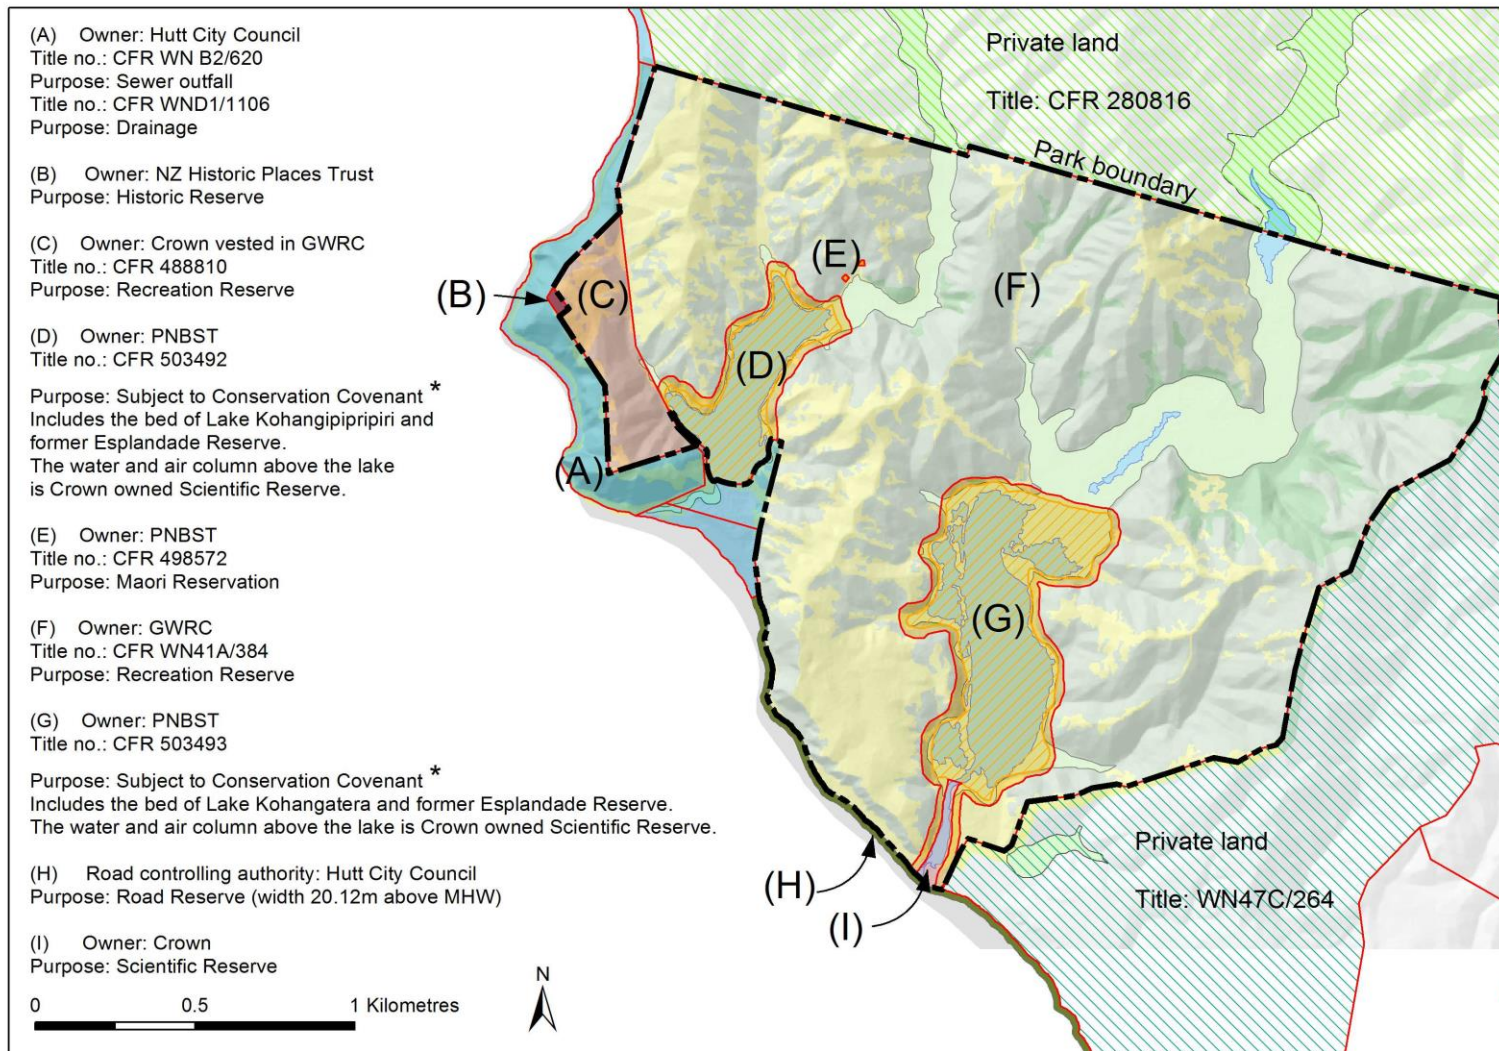 (A) Owner: Hutt City Council
Title no.: CFR WN B2/620
Purpose: Sewer outfall
Title no.: CFR WND1/1106
Purpose: Drainage
(B) Owner: NZ Historic Places Trust
Purpose: Historic Reserve
(C) Owner: Crown vested in GWRC
Title no.: CFR 488810
Purpose: Recreation Reserve
(D) Owner: PNBST
Title no.: CFR 503492
Purpose: Subject to Conservation Covenant *
Includes the bed of Lake Kohangipipripiri and
former Esplandade Reserve.
The water and air column above the lake
is Crown owned Scientific Reserve.
(E) Owner: PNBST
Title no.: CFR 498572
Purpose: Maori Reservation
(F) Owner: GWRC
Title no.: CFR WN41A/384
Purpose: Recreation Reserve
(G) Owner: PNBST
Title no.: CFR 503493
Purpose: Subject to Conservation Covenant *
Includes the bed of Lake Kohangatera and former Esplandade Reserve.
The water and air column above the lake is Crown owned Scientific Reserve.
(H) Road controlling authority: Hutt City Council
Purpose: Road Reserve (width 20.12m above MHW)
(I) Owner: Crown
Purpose: Scientific Reserve
0 0.5 1 Kilometres
N
Private land
Title: CFR 280816
Park boundary
(E)
(F)
(B)
(C)
(D)
(A)
(G)
Private land
Title: WN47C/264
(H)
(I)